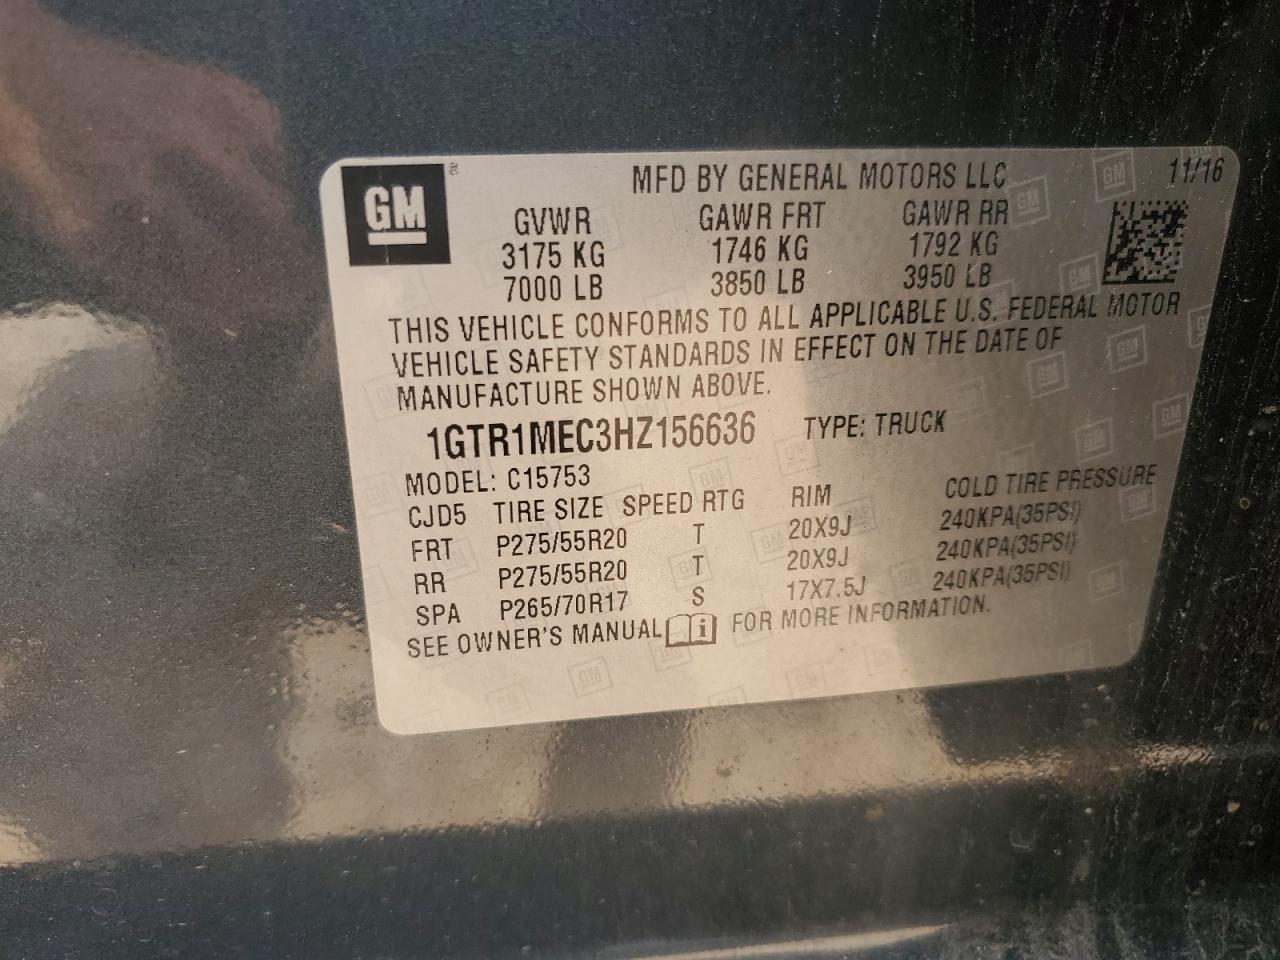 GM
MFD BY GENERAL MOTORS LLC 11/16
GVWR GAWR FRT GAWR RR
3175 KG 1746 KG 1792 KG
7000 LB 3850 LB 3950 LB
THIS VEHICLE CONFORMS TO ALL APPLICABLE U.S. FEDERAL MOTOR
VEHICLE SAFETY STANDARDS IN EFFECT ON THE DATE OF
MANUFACTURE SHOWN ABOVE.
1GTR1MEC3HZ156636 TYPE: TRUCK
MODEL: C15753
CJD5 TIRE SIZE SPEED RTG RIM COLD TIRE PRESSURE
FRT P275/55R20 T 20X9J 240KPA(35PSI)
RR P275/55R20 T 20X9J 240KPA(35PSI)
SPA P265/70R17 S 17X7.5J 240KPA(35PSI)
SEE OWNER'S MANUAL i FOR MORE INFORMATION.